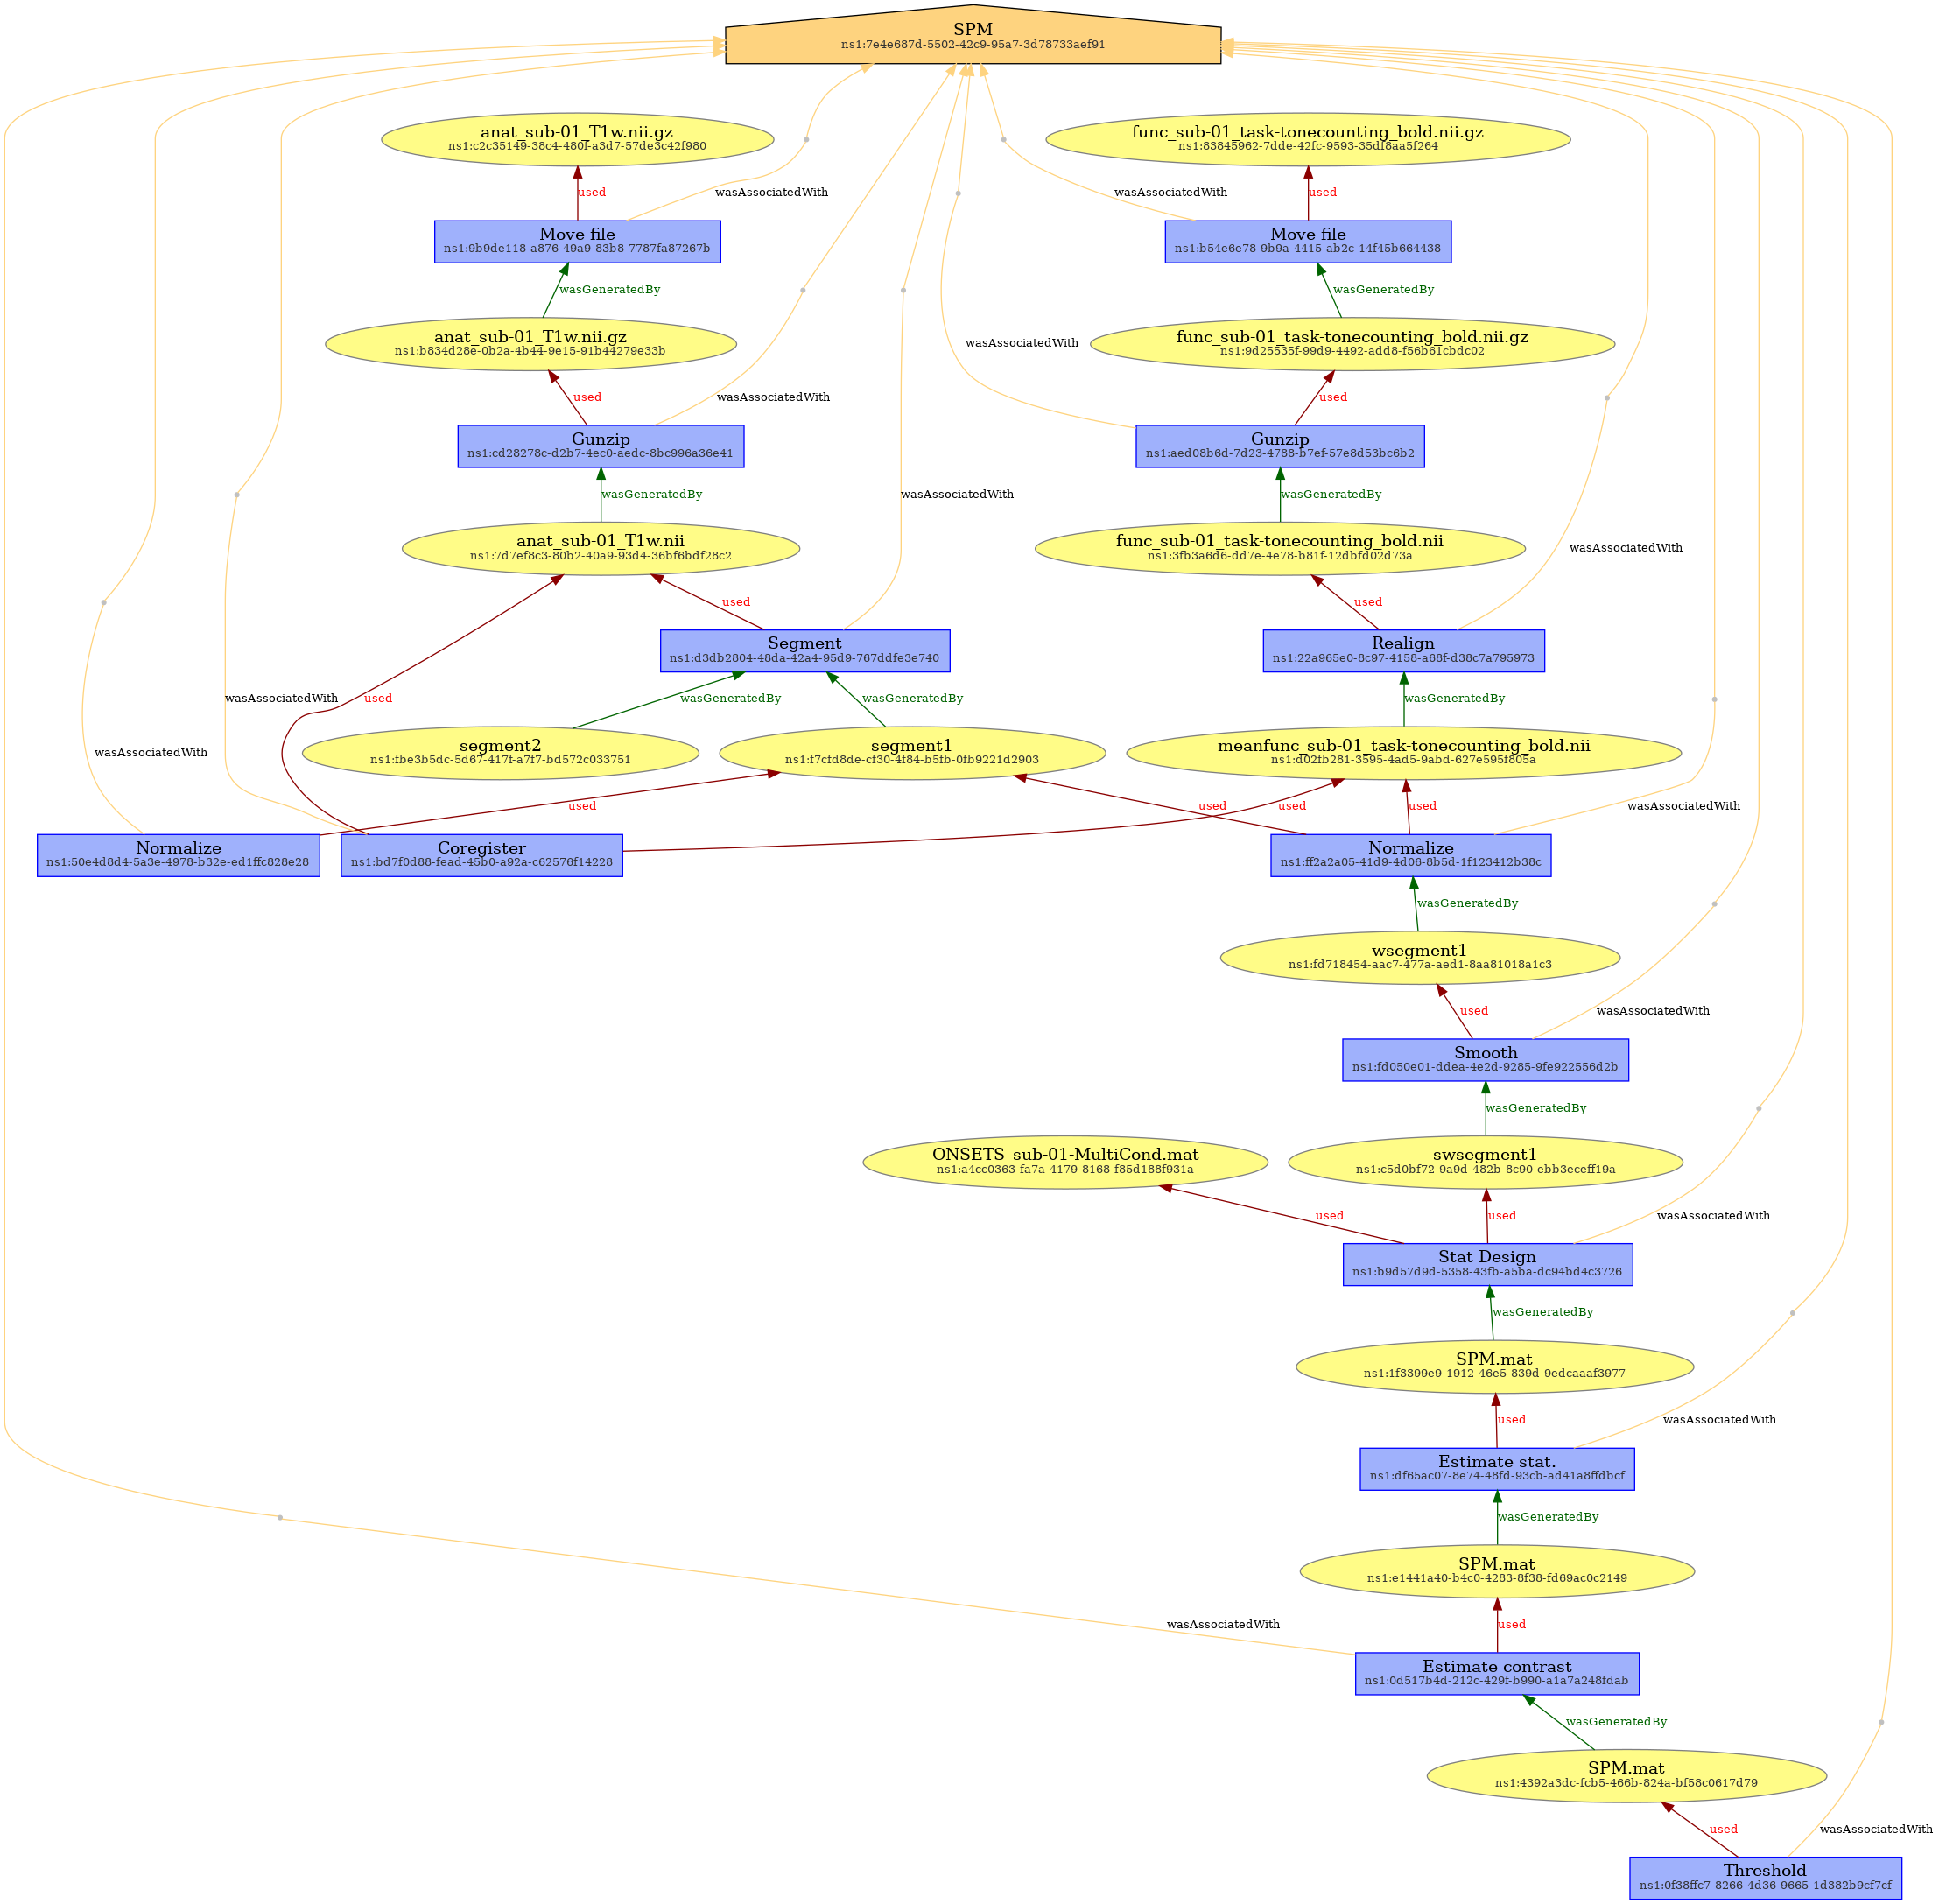 SPM
ns1:7e4e687d-5502-42c9-95a7-3d78733aef91
anat_sub-01_T1w.nii.gz
ns1:c2c35149-38c4-480f-a3d7-57de3c42f980
func_sub-01_task-tonecounting_bold.nii.gz
ns1:83845962-7dde-42fc-9593-35df8aa5f264
used
wasAssociatedWith
wasAssociatedWith
used
Move file
ns1:9b9de118-a876-49a9-83b8-7787fa87267b
Move file
ns1:b54e6e78-9b9a-4415-ab2c-14f45b664438
wasGeneratedBy
wasGeneratedBy
anat_sub-01_T1w.nii.gz
ns1:b834d28e-0b2a-4b44-9e15-91b44279e33b
wasAssociatedWith
func_sub-01_task-tonecounting_bold.nii.gz
ns1:9d25535f-99d9-4492-add8-f56b61cbdc02
used
wasAssociatedWith
used
Gunzip
ns1:cd28278c-d2b7-4ec0-aedc-8bc996a36e41
Gunzip
ns1:aed08b6d-7d23-4788-b7ef-57e8d53bc6b2
wasGeneratedBy
wasAssociatedWith
wasGeneratedBy
anat_sub-01_T1w.nii
ns1:7d7ef8c3-80b2-40a9-93d4-36bf6bdf28c2
func_sub-01_task-tonecounting_bold.nii
ns1:3fb3a6d6-dd7e-4e78-b81f-12dbfd02d73a
wasAssociatedWith
used
used
Segment
ns1:d3db2804-48da-42a4-95d9-767ddfe3e740
Realign
ns1:22a965e0-8c97-4158-a68f-d38c7a795973
wasAssociatedWith
used
wasGeneratedBy
wasGeneratedBy
wasGeneratedBy
wasAssociatedWith
segment2
ns1:fbe3b5dc-5d67-417f-a7f7-bd572c033751
segment1
ns1:f7cfd8de-cf30-4f84-b5fb-0fb9221d2903
meanfunc_sub-01_task-tonecounting_bold.nii
ns1:d02fb281-3595-4ad5-9abd-627e595f805a
used
used
used
used
wasAssociatedWith
Normalize
ns1:50e4d8d4-5a3e-4978-b32e-ed1ffc828e28
Coregister
ns1:bd7f0d88-fead-45b0-a92a-c62576f14228
Normalize
ns1:ff2a2a05-41d9-4d06-8b5d-1f123412b38c
wasGeneratedBy
wsegment1
ns1:fd718454-aac7-477a-aed1-8aa81018a1c3
used
wasAssociatedWith
Smooth
ns1:fd050e01-ddea-4e2d-9285-9fe922556d2b
wasGeneratedBy
ONSETS_sub-01-MultiCond.mat
ns1:a4cc0363-fa7a-4179-8168-f85d188f931a
swsegment1
ns1:c5d0bf72-9a9d-482b-8c90-ebb3eceff19a
used
used
wasAssociatedWith
Stat Design
ns1:b9d57d9d-5358-43fb-a5ba-dc94bd4c3726
wasGeneratedBy
SPM.mat
ns1:1f3399e9-1912-46e5-839d-9edcaaaf3977
used
wasAssociatedWith
Estimate stat.
ns1:df65ac07-8e74-48fd-93cb-ad41a8ffdbcf
wasGeneratedBy
SPM.mat
ns1:e1441a40-b4c0-4283-8f38-fd69ac0c2149
wasAssociatedWith
used
Estimate contrast
ns1:0d517b4d-212c-429f-b990-a1a7a248fdab
wasGeneratedBy
SPM.mat
ns1:4392a3dc-fcb5-466b-824a-bf58c0617d79
used
wasAssociatedWith
Threshold
ns1:0f38ffc7-8266-4d36-9665-1d382b9cf7cf